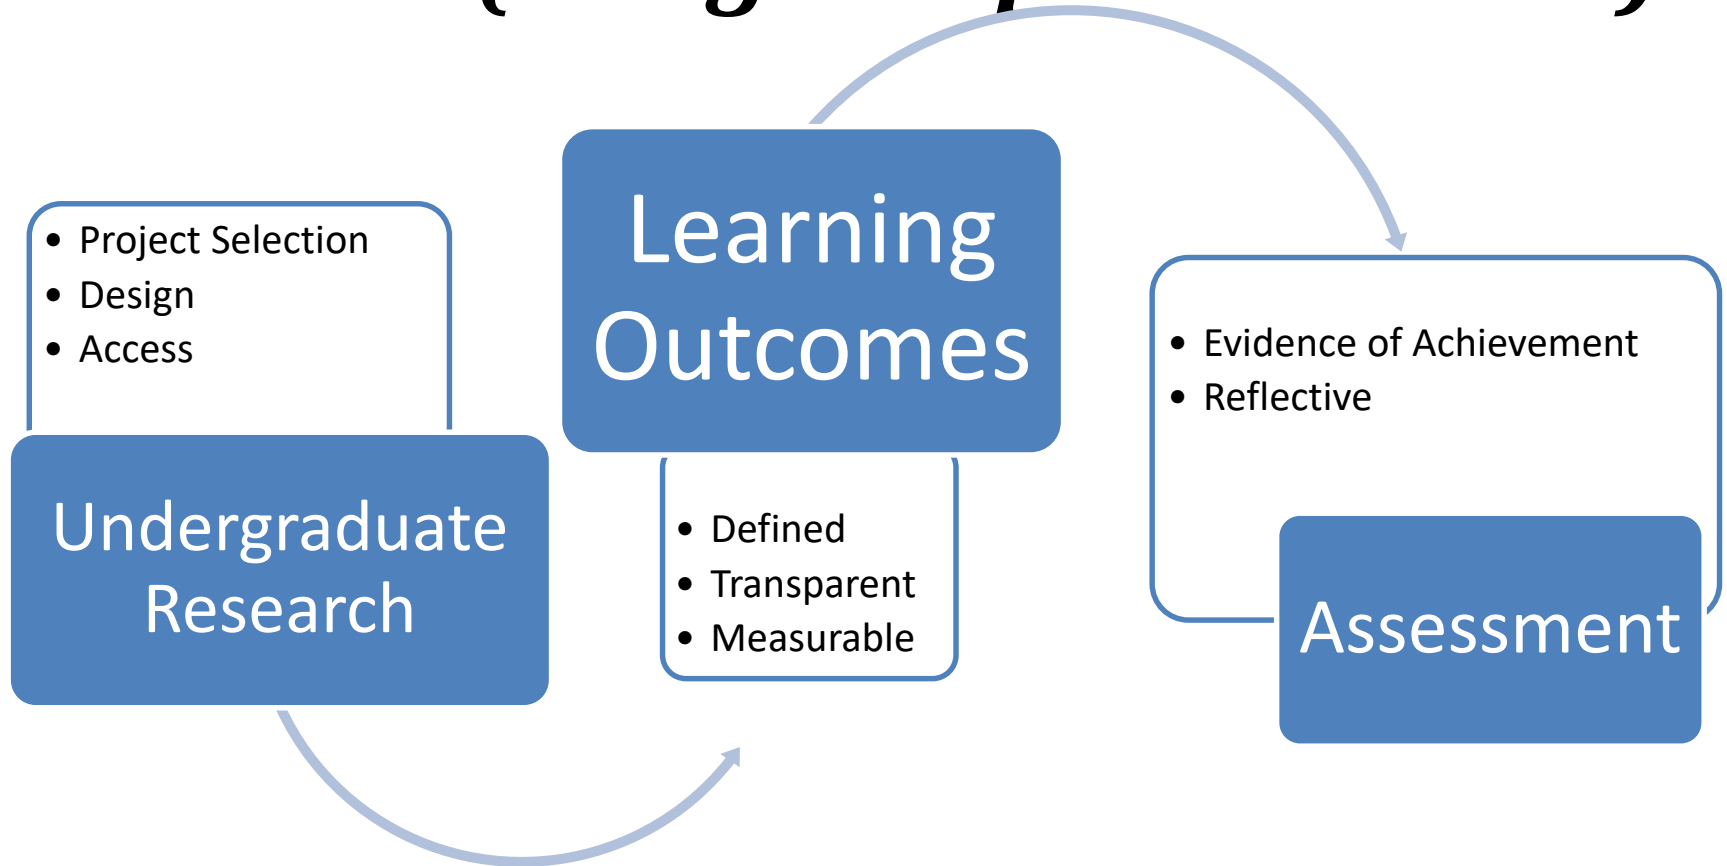 • Project Selection
• Design
• Access
Undergraduate
Research
Learning
Outcomes
• Defined
• Transparent
• Measurable
• Evidence of Achievement
• Reflective
Assessment